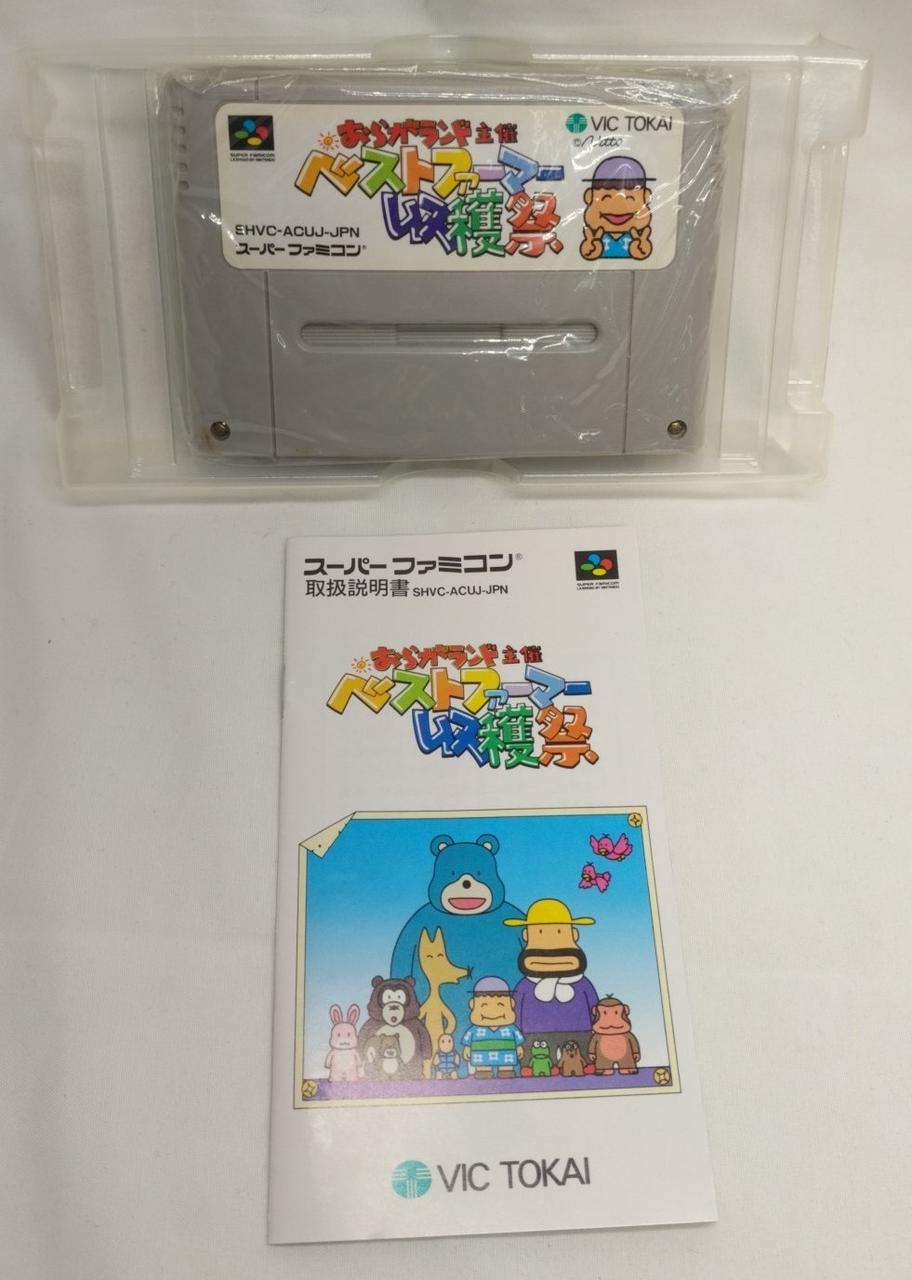 おらがランド主催
ベストファーマー
収穫祭
SUPER FAMICOM
LICENSED BY NINTENDO
VIC TOKAI
SHVC-ACUJ-JPN
スーパーファミコン®
スーパーファミコン®
取扱説明書 SHVC-ACUJ-JPN
SUPER FAMICOM
LICENSED BY NINTENDO
おらがランド主催
ベストファーマー
収穫祭
VIC TOKAI